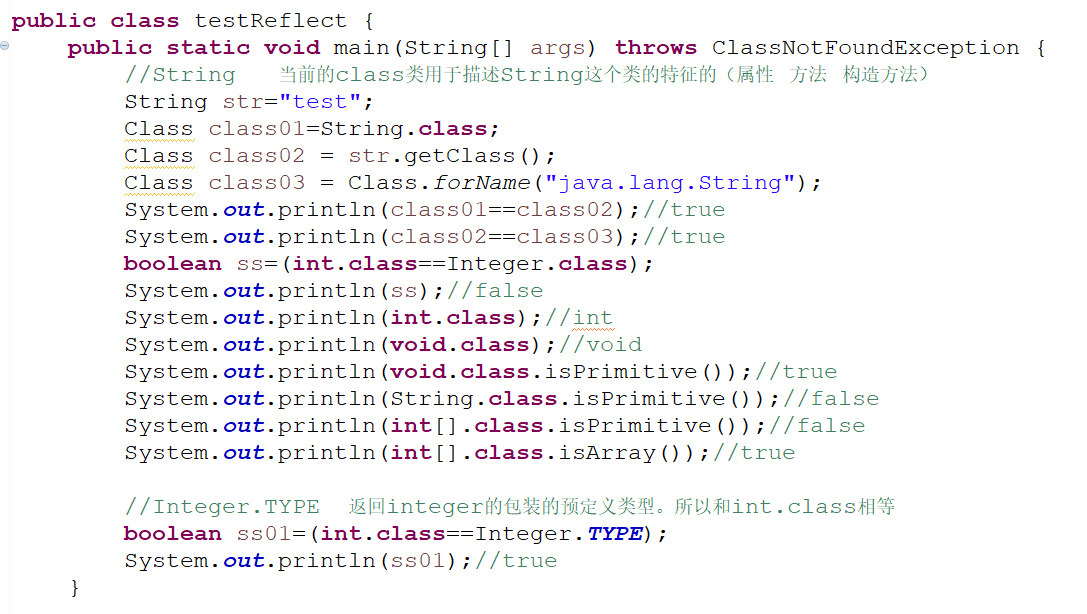 public class testReflect {
public static void main(String[] args) throws ClassNotFoundException {
//String 当前的class类用于描述String这个类的特征的（属性 方法 构造方法）
String str="test";
Class class01=String.class;
Class class02 = str.getClass();
Class class03 = Class.forName("java.lang.String");
System.out.println(class01==class02);//true
System.out.println(class02==class03);//true
boolean ss=(int.class==Integer.class);
System.out.println(ss);//false
System.out.println(int.class);//int
System.out.println(void.class);//void
System.out.println(void.class.isPrimitive());//true
System.out.println(String.class.isPrimitive());//false
System.out.println(int[].class.isPrimitive());//false
System.out.println(int[].class.isArray());//true
//Integer.TYPE 返回integer的包装的预定义类型。所以和int.class相等
boolean ss01=(int.class==Integer.TYPE);
System.out.println(ss01);//true
}